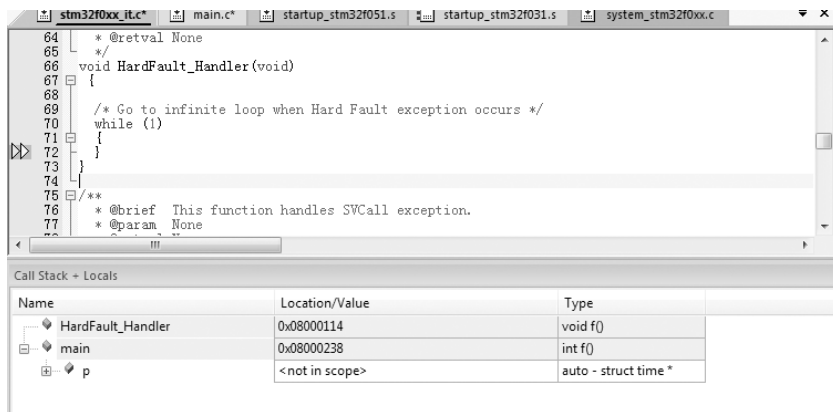 stm32f0xx_it.c* main.c* startup_stm32f051.s startup_stm32f031.s system_stm32f0xx.c
64 * @retval None
65 */
66 void HardFault_Handler(void)
67 {
68
69 /* Go to infinite loop when Hard Fault exception occurs */
70 while (1)
71 {
72 }
73 }
74
75 /**
76 * @brief This function handles SVCall exception.
77 * @param None
Call Stack + Locals
Name Location/Value Type
HardFault_Handler 0x08000114 void f()
main 0x08000238 int f()
p <not in scope> auto - struct time *